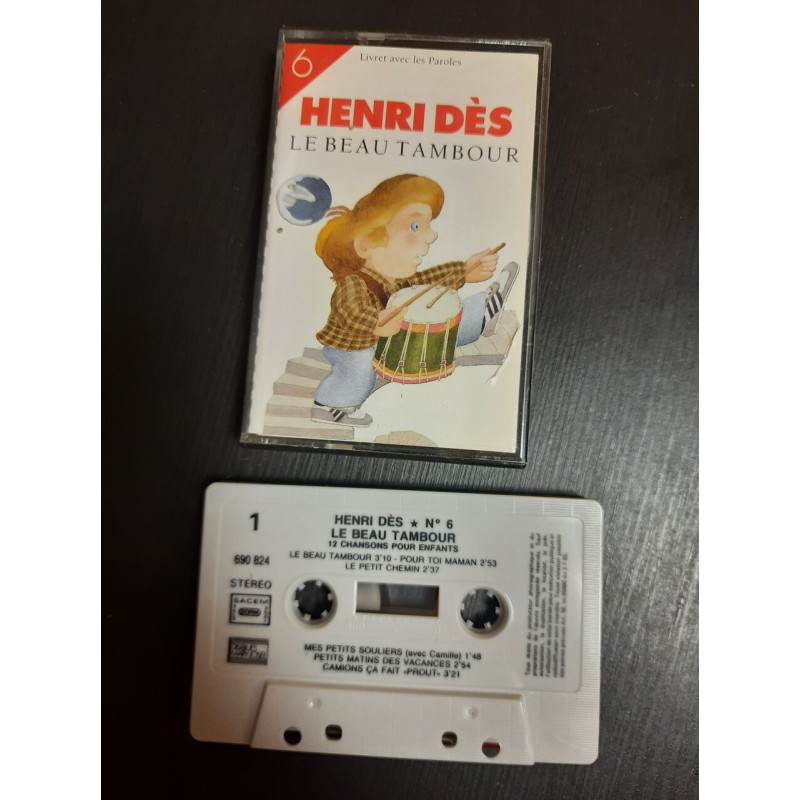 6
Livret avec les Paroles
HENRI DÈS
LE BEAU TAMBOUR
1
HENRI DÈS ★ Nº 6
LE BEAU TAMBOUR
12 CHANSONS POUR ENFANTS
690 824
LE BEAU TAMBOUR 3'10 - POUR TOI MAMAN 2'53
LE PETIT CHEMIN 2'37
STEREO
SACEM
MES PETITS SOULIERS (avec Camille) 1'48
PETITS MATINS DES VACANCES 2'54
CAMIONS ÇA FAIT «PROUT» 3'21